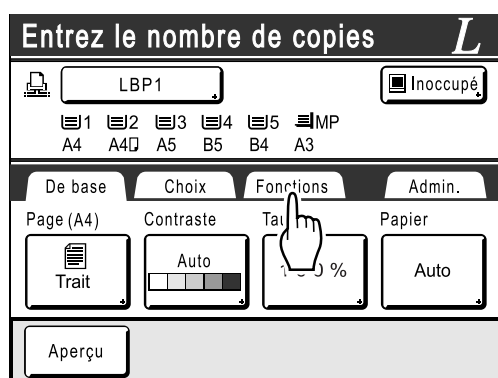 Entrez le nombre de copies L
LBP1 Inoccupé
1 2 3 4 5 MP
A4 A4 A5 B5 B4 A3
De base Choix Fonctions Admin.
Page (A4) Contraste Papier
Trait Auto % Auto
Aperçu